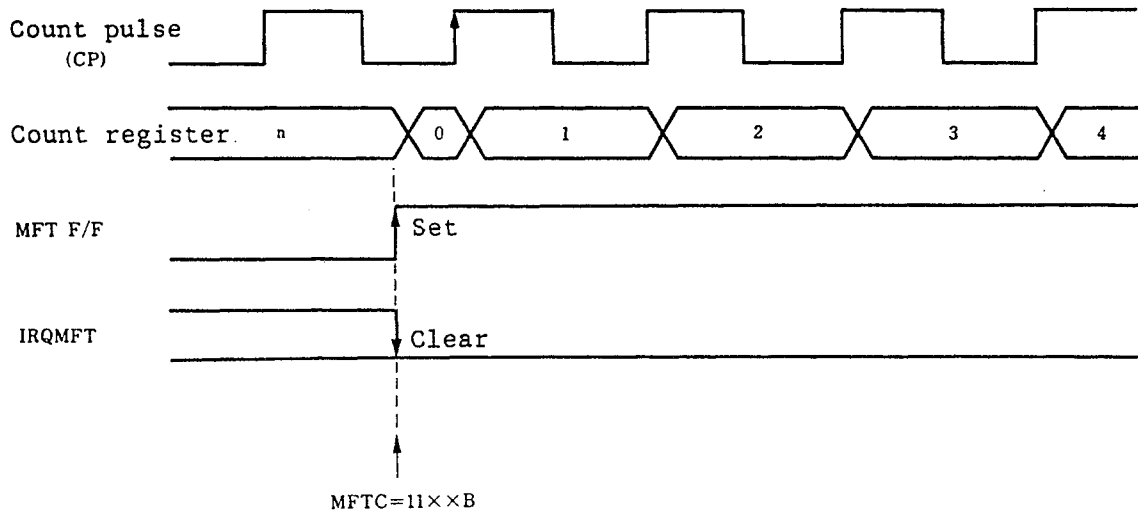 Count pulse
(CP)
Count register.
n 0 1 2 3 4
MFT F/F
Set
IRQMFT
Clear
MFTC=11××B